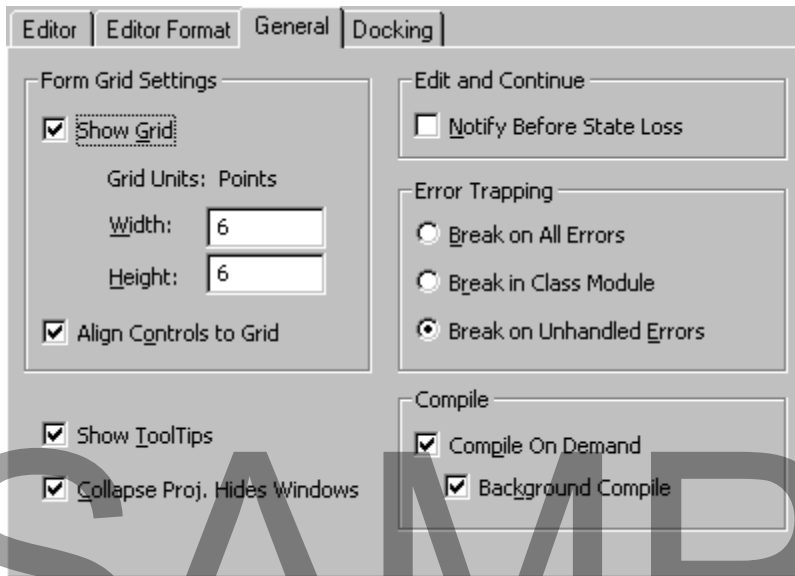 Editor
Editor Format
General
Docking
Form Grid Settings
Show Grid
Grid Units: Points
Width:
6
Height:
6
Align Controls to Grid
Show ToolTips
Collapse Proj. Hides Windows
Edit and Continue
Notify Before State Loss
Error Trapping
Break on All Errors
Break in Class Module
Break on Unhandled Errors
Compile
Compile On Demand
Background Compile